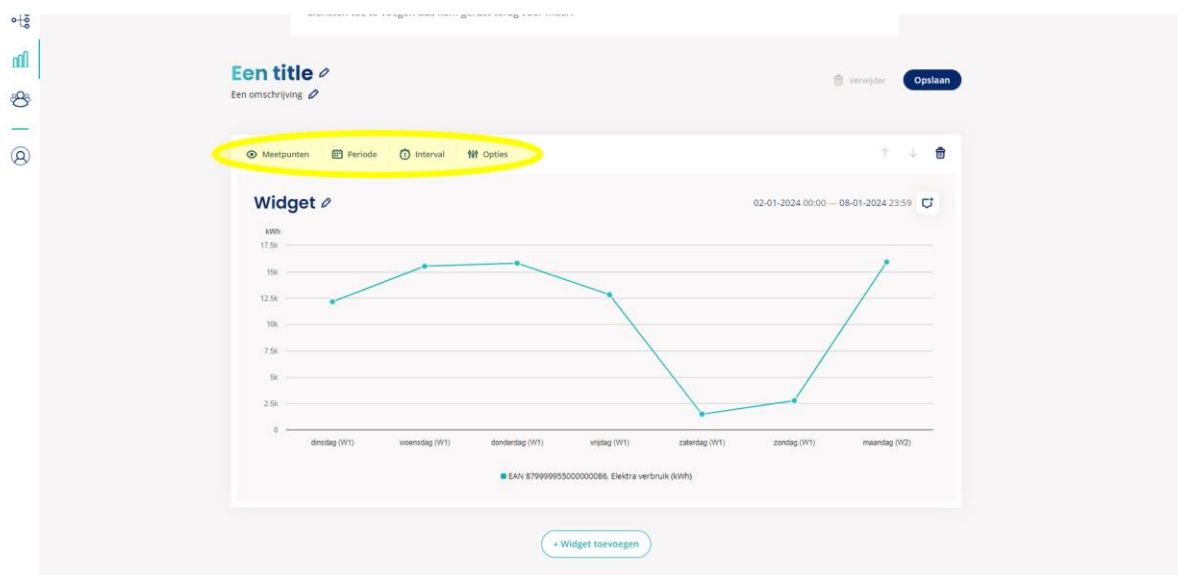 Een title
Verwijder
Opslaan
Een omschrijving
Meetpunten Periode Interval Opties
Widget
02-01-2024 00:00 — 08-01-2024 23:59
kWh
17.5k
15k
12.5k
10k
7.5k
5k
2.5k
0
dinsdag (W1) woensdag (W1) donderdag (W1) vrijdag (W1) zaterdag (W1) zondag (W1) maandag (W2)
EAN 879999955000000086, Elektra verbruik (kWh)
+ Widget toevoegen